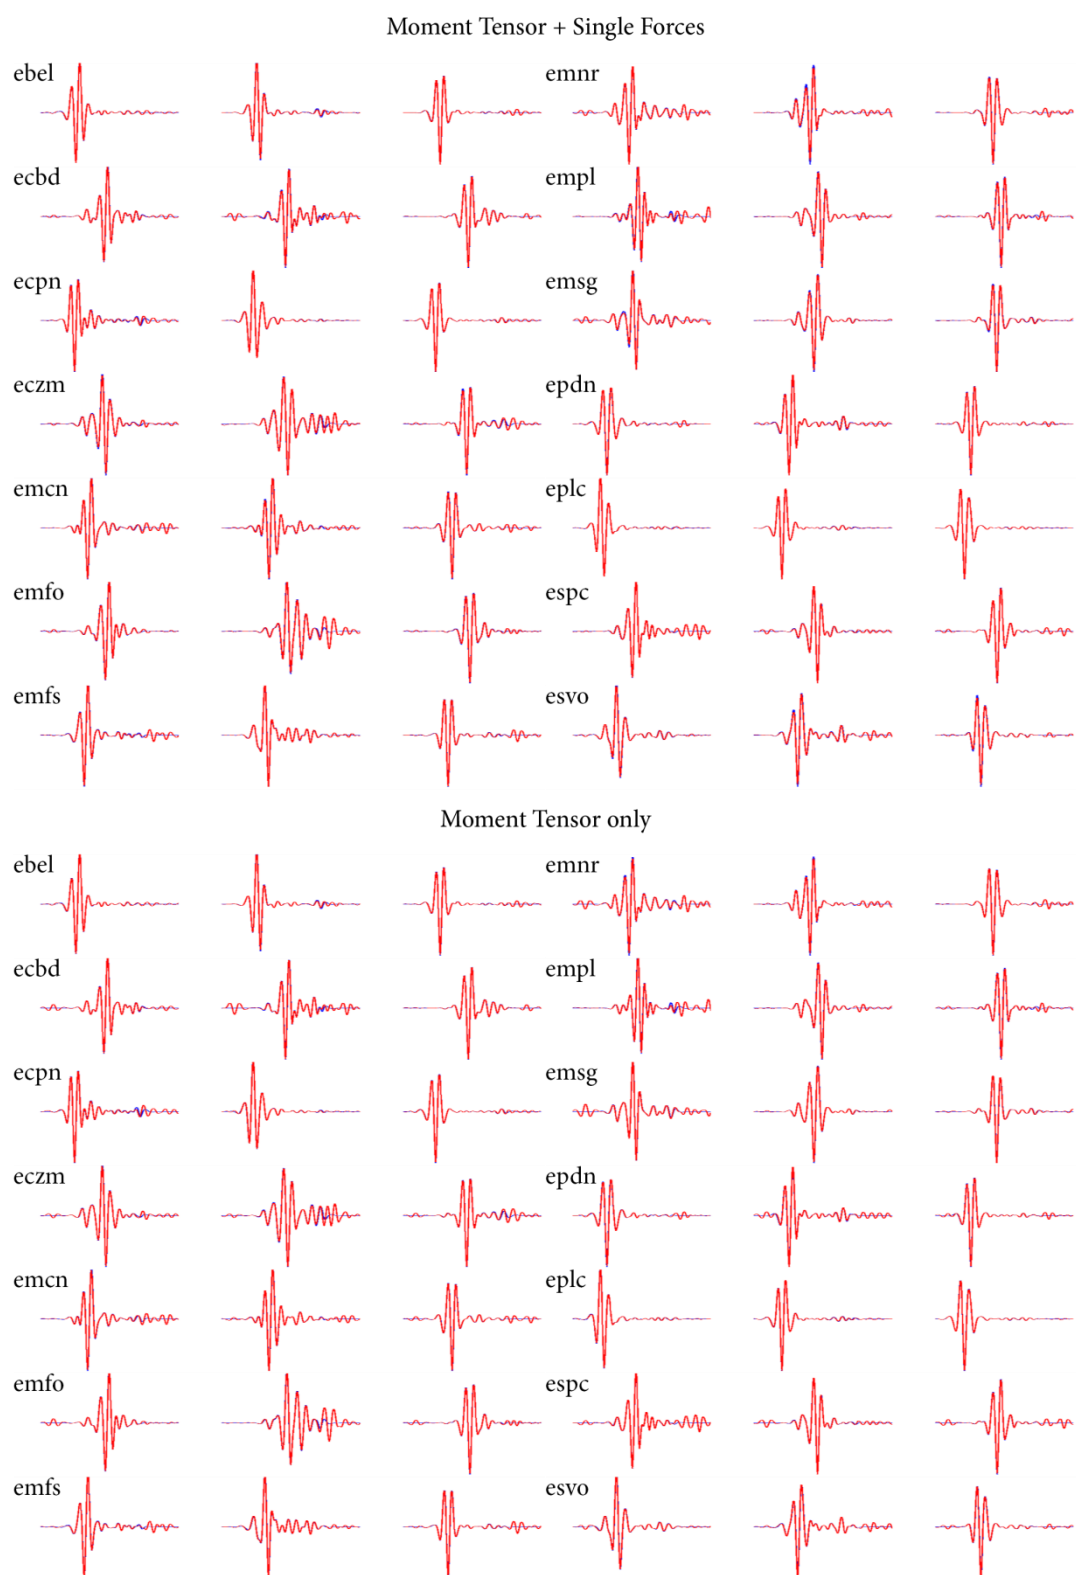 Moment Tensor + Single Forces
ebel emnr
ecbd empl
ecpn emsg
eczm epdn
emcn eplc
emfo espc
emfs esvo
Moment Tensor only
ebel emnr
ecbd empl
ecpn emsg
eczm epdn
emcn eplc
emfo espc
emfs esvo